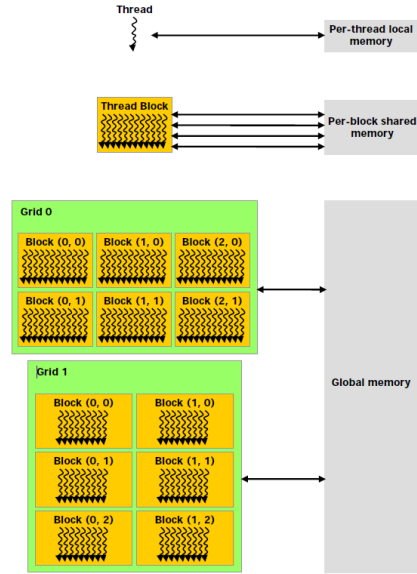 Thread
Per-thread local
memory
Thread Block
Per-block shared
memory
Grid 0
Block (0, 0) Block (1, 0) Block (2, 0)
Block (0, 1) Block (1, 1) Block (2, 1)
Grid 1
Block (0, 0) Block (1, 0)
Block (0, 1) Block (1, 1)
Block (0, 2) Block (1, 2)
Global memory